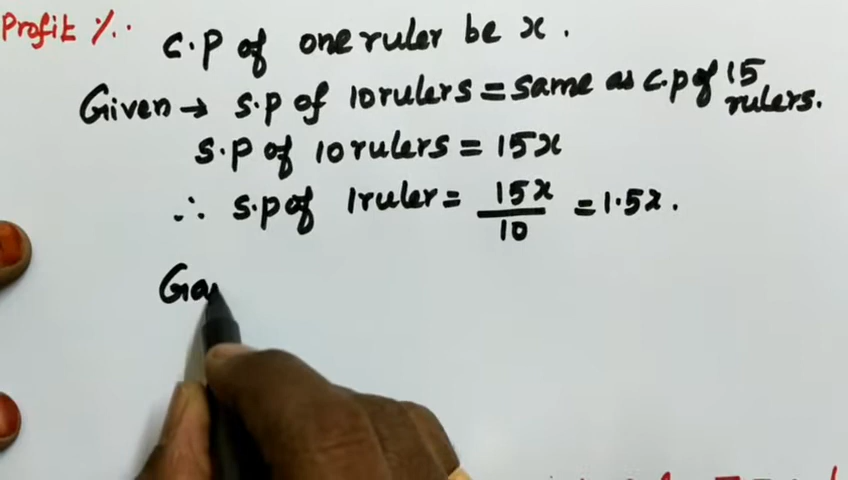 Profit %.
C.P of one ruler be x.
Given → S.P of 10 rulers = same as C.P of 15 rulers.
S.P of 10 rulers = 15x
∴ S.P of 1 ruler = 15x/10 = 1.5x.
Ga